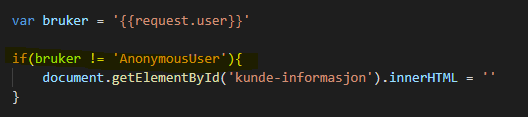 var bruker = '{{request.user}}'
if(bruker != 'AnonymousUser'){
document.getElementById('kunde-informasjon').innerHTML = ''
}